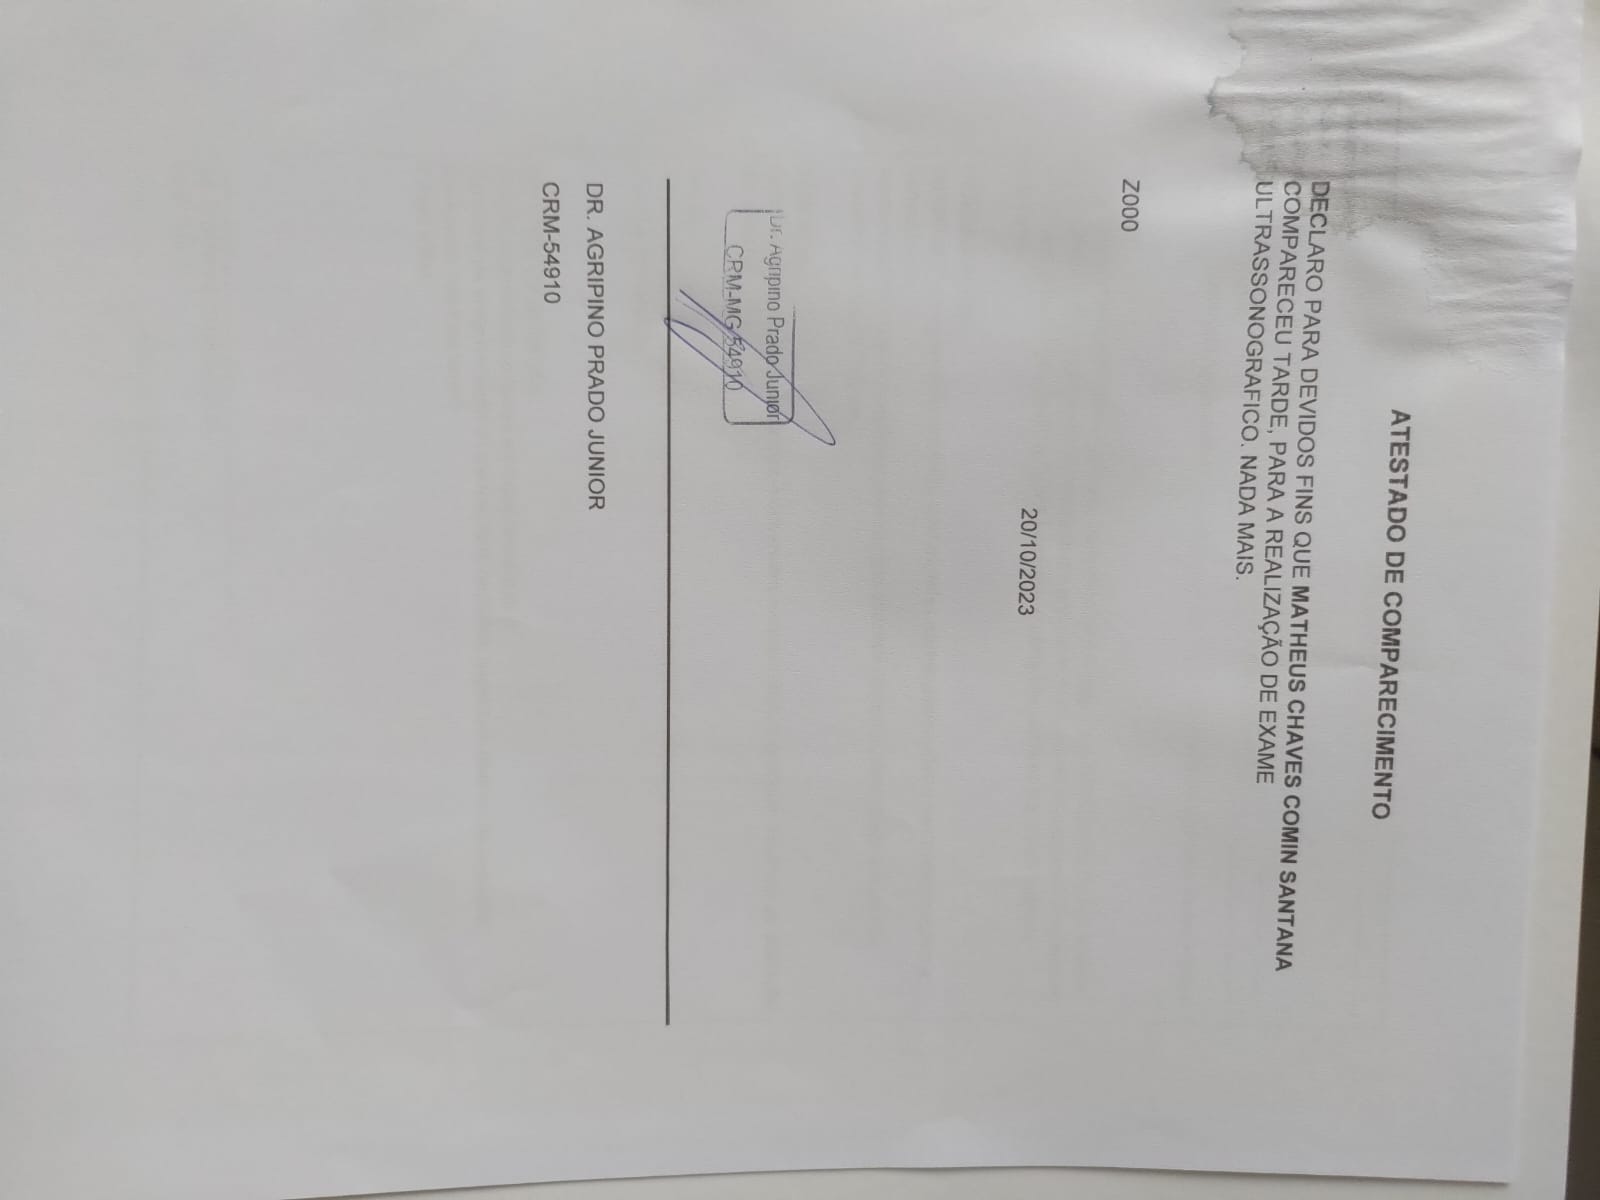 ATESTADO DE COMPARECIMENTO
DECLARO PARA DEVIDOS FINS QUE MATHEUS CHAVES COMIN SANTANA
COMPARECEU TARDE, PARA A REALIZAÇÃO DE EXAME
ULTRASSONOGRAFICO. NADA MAIS.
Z000
20/10/2023
Dr. Agripino Prado Junior
CRM-MG 54910
DR. AGRIPINO PRADO JUNIOR
CRM-54910